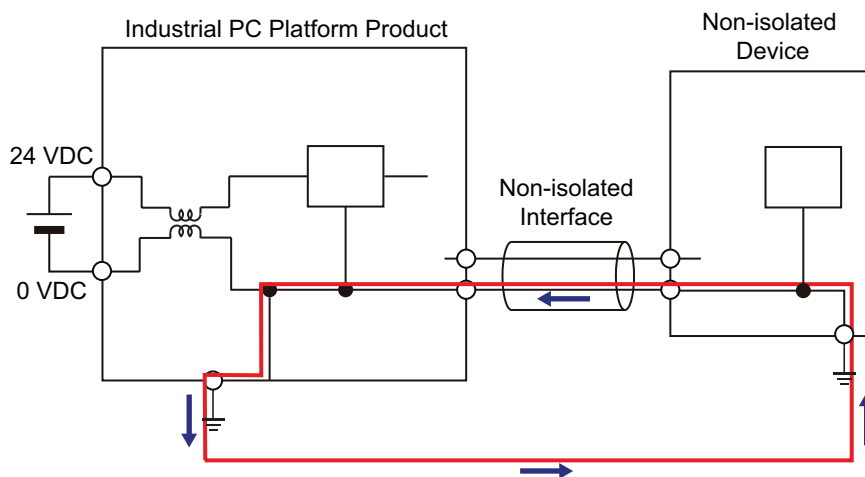 Industrial PC Platform Product
Non-isolated
Device
24 VDC
Non-isolated
Interface
0 VDC